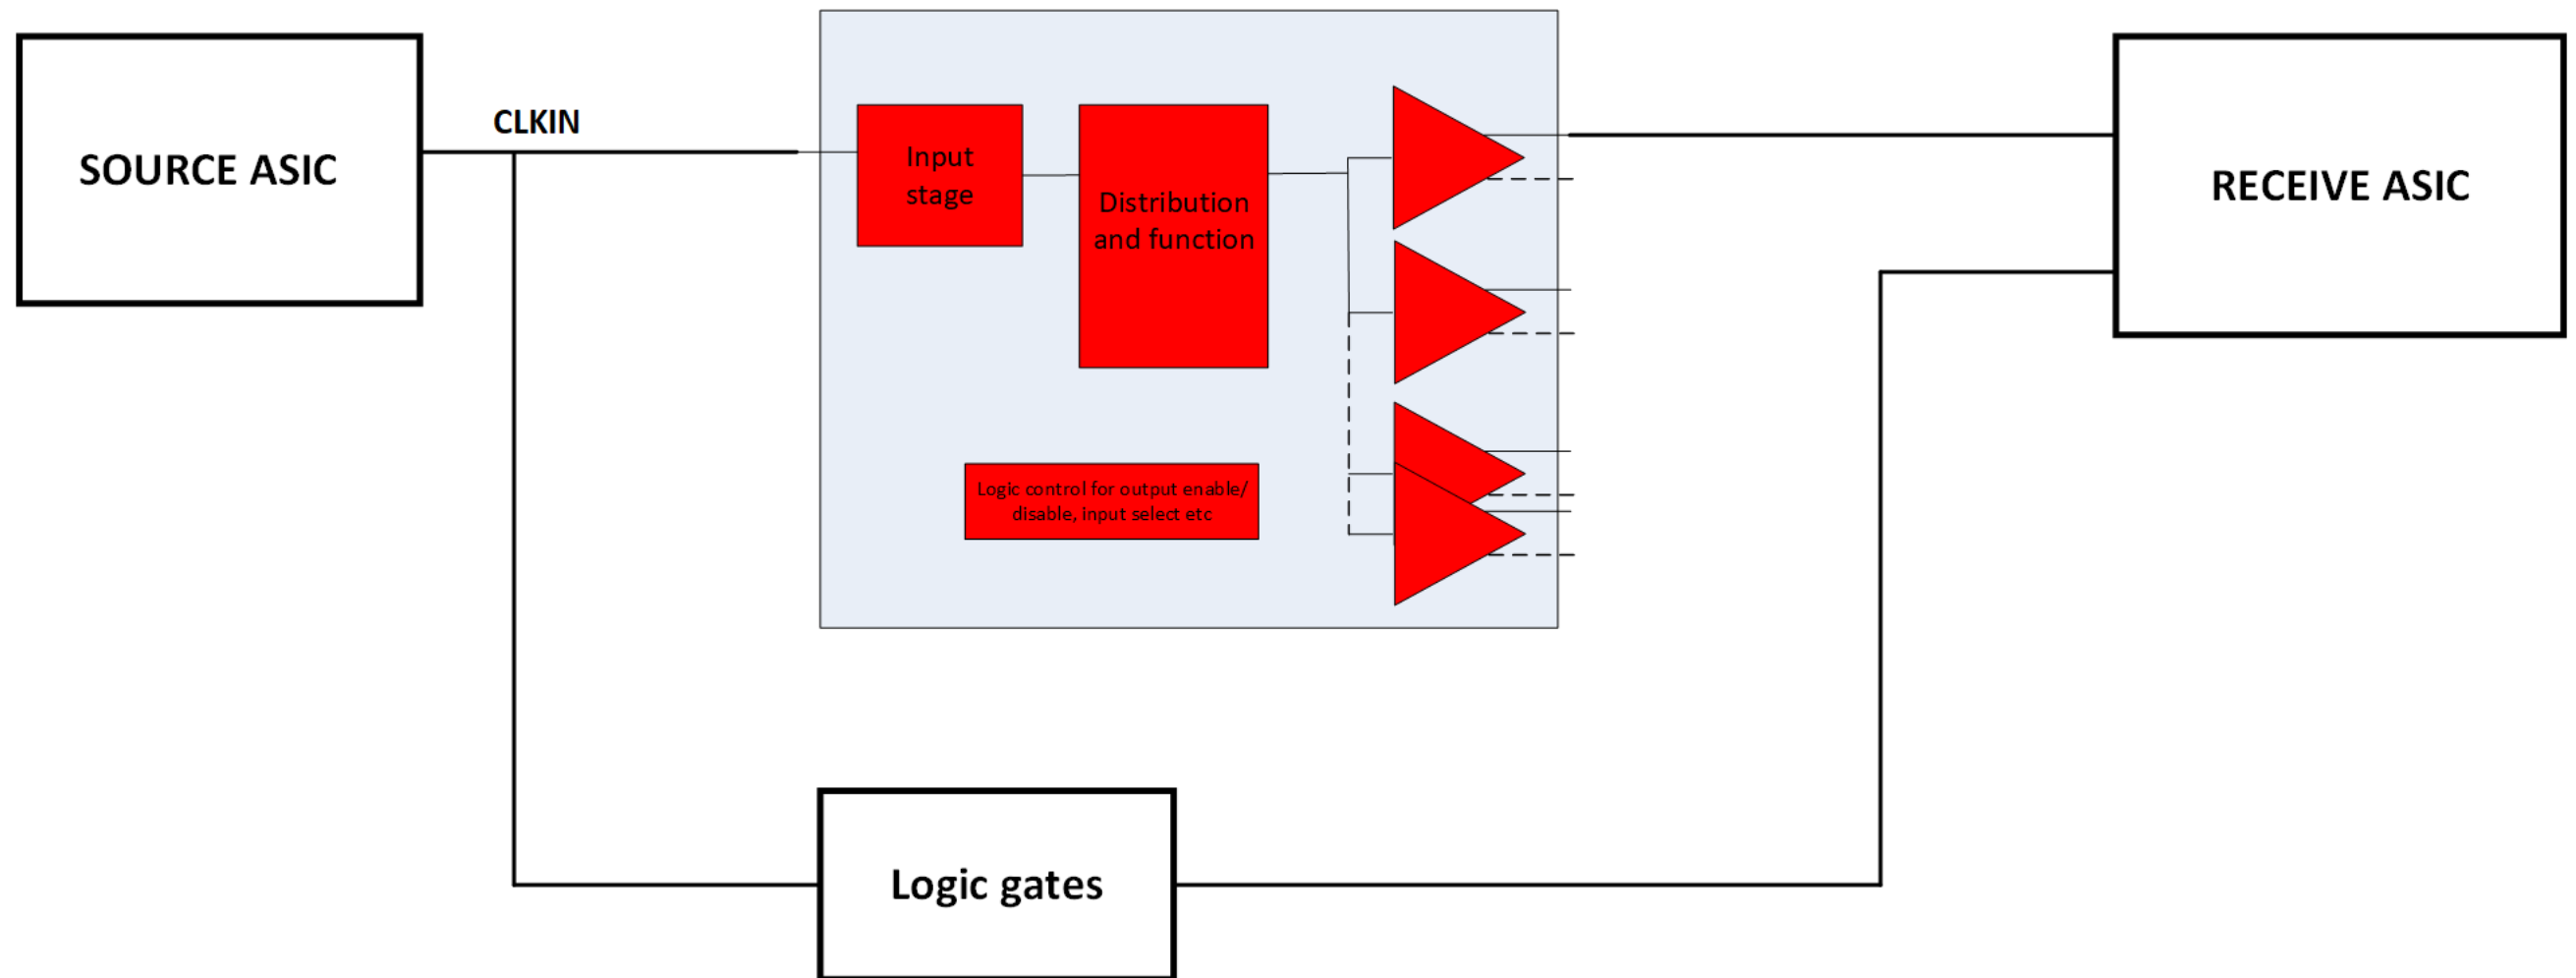 SOURCE ASIC
CLKIN
Input
stage
Distribution
and function
Logic control for output enable/
disable, input select etc
RECEIVE ASIC
Logic gates